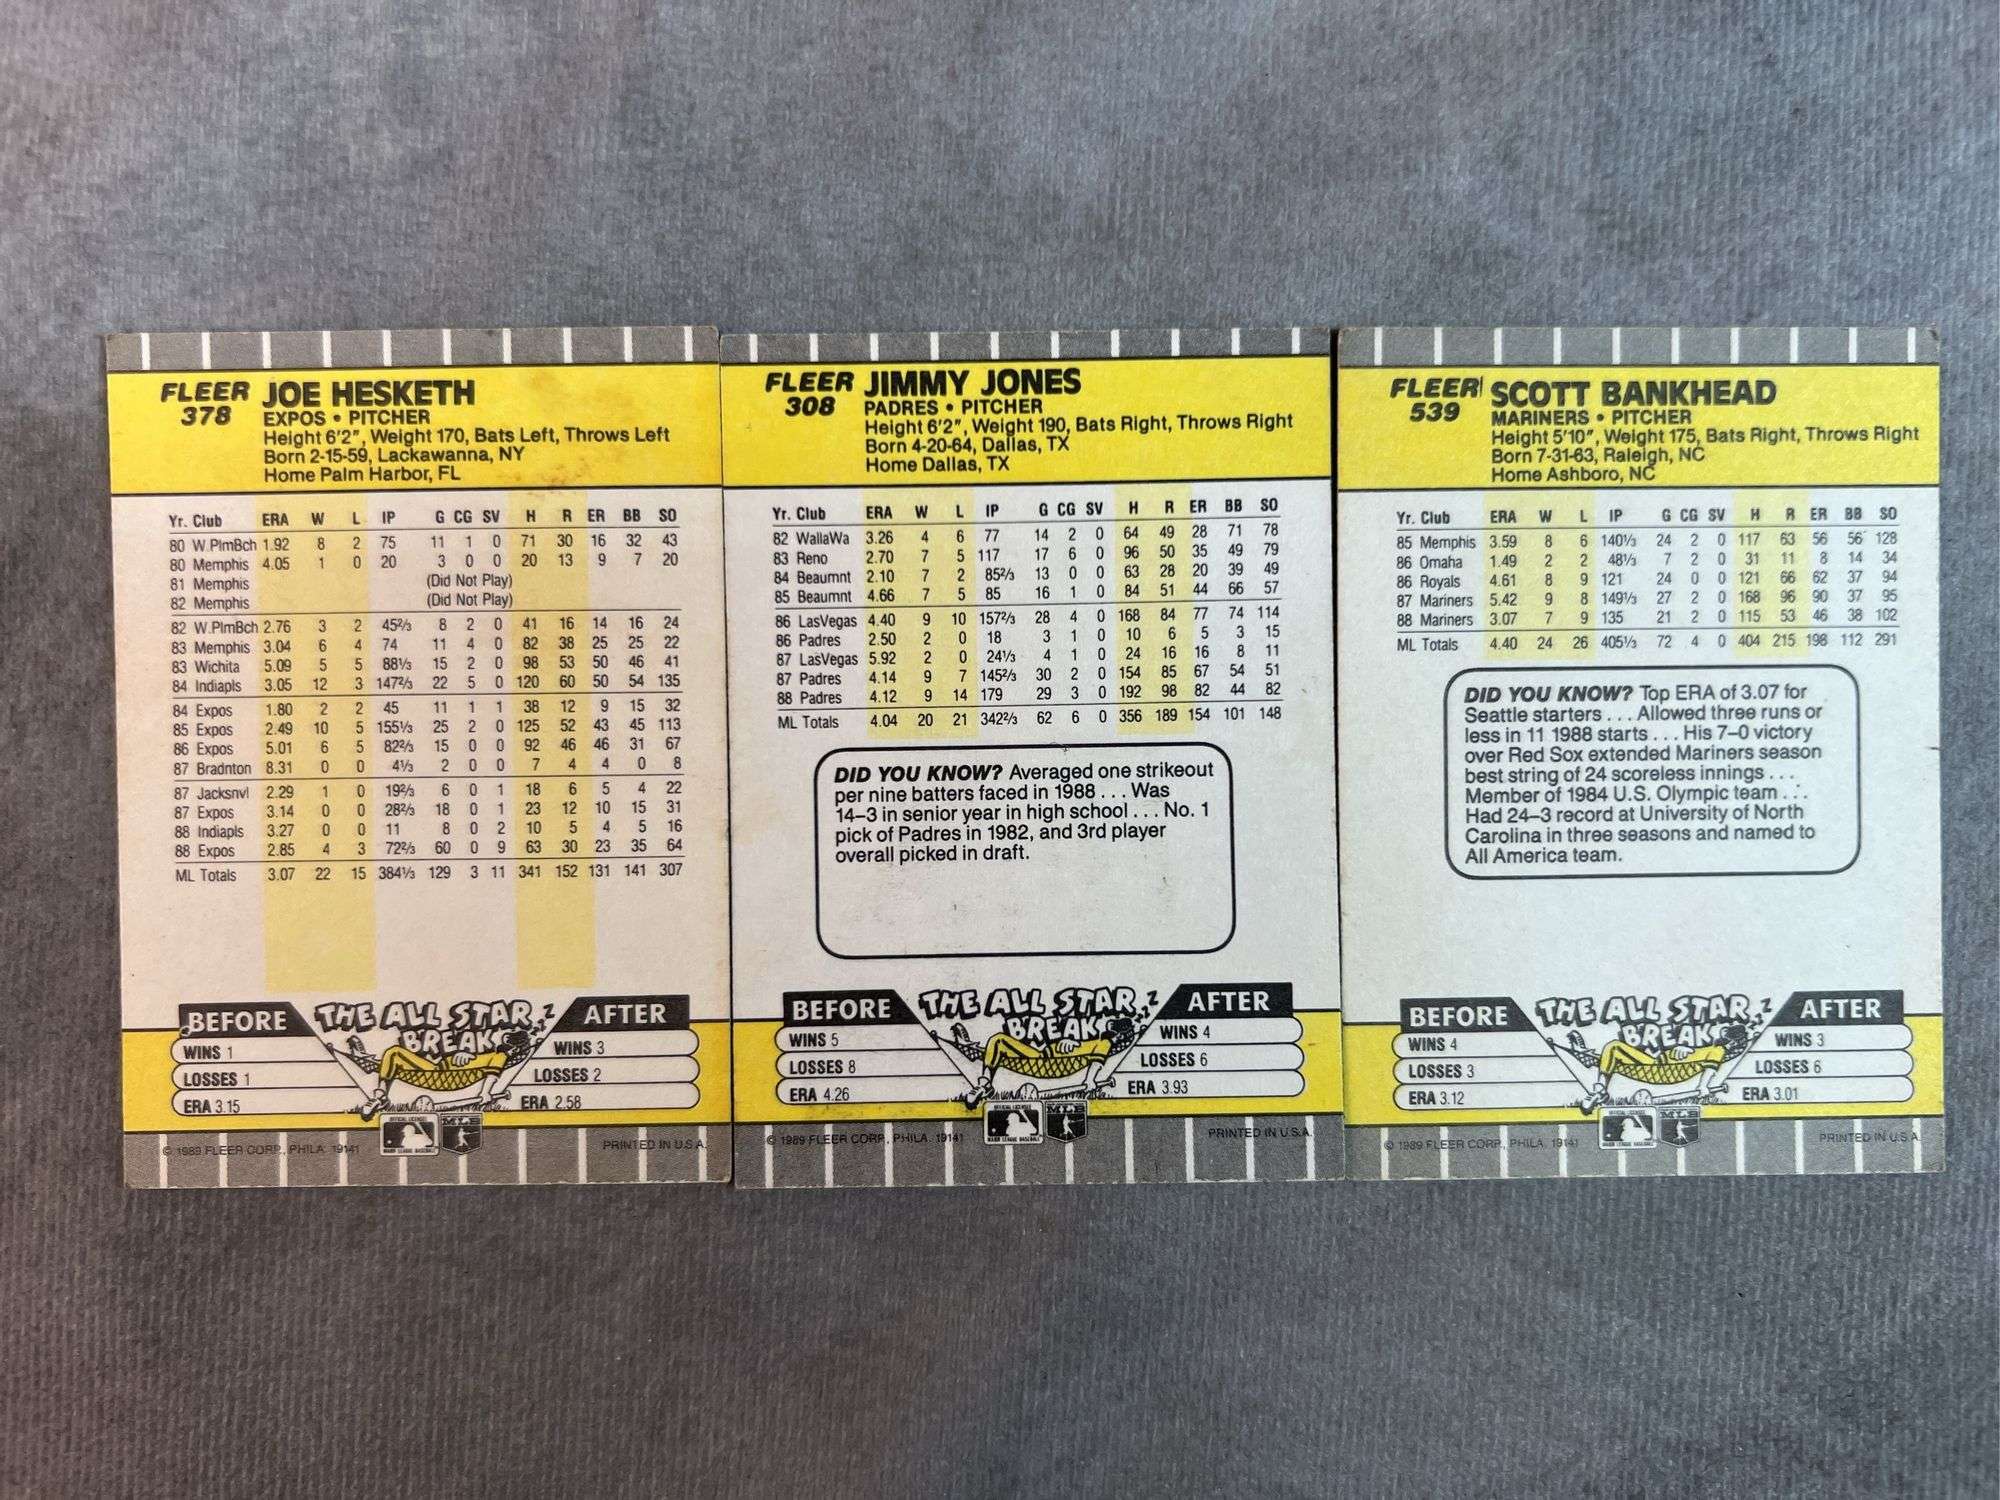 FLEER JOE HESKETH
378 EXPOS • PITCHER
Height 6'2", Weight 170, Bats Left, Throws Left
Born 2-15-59, Lackawanna, NY
Home Palm Harbor, FL
Yr. Club ERA W L IP G CG SV H R ER BB SO
80 W.PlmBch 1.92 8 2 75 11 1 0 71 30 16 32 43
80 Memphis 4.05 1 0 20 3 0 0 20 13 9 7 20
81 Memphis (Did Not Play)
82 Memphis (Did Not Play)
82 W.PlmBch 2.76 3 2 45⅔ 8 2 0 41 16 14 16 24
83 Memphis 3.04 6 4 74 11 4 0 82 38 25 25 22
83 Wichita 5.09 5 5 88⅓ 15 2 0 98 53 50 46 41
84 Indiapls 3.05 12 3 147⅔ 22 5 0 120 60 50 54 135
84 Expos 1.80 2 2 45 11 1 1 38 12 9 15 32
85 Expos 2.49 10 5 155⅓ 25 2 0 125 52 43 45 113
86 Expos 5.01 6 5 82⅔ 15 0 0 92 46 46 31 67
87 Bradnton 8.31 0 0 4⅓ 2 0 0 7 4 4 0 8
87 Jacksnvl 2.29 1 0 19⅔ 6 0 1 18 6 5 4 22
87 Expos 3.14 0 0 28⅔ 18 0 1 23 12 10 15 31
88 Indiapls 3.27 0 0 11 8 0 2 10 5 4 5 16
88 Expos 2.85 4 3 72⅔ 60 0 9 63 30 23 35 64
ML Totals 3.07 22 15 384⅓ 129 3 11 341 152 131 141 307
BEFORE THE ALL STAR BREAK AFTER
WINS 1 WINS 3
LOSSES 1 LOSSES 2
ERA 3.15 ERA 2.58
© 1989 FLEER CORP., PHILA. 19141 OFFICIAL LICENSEE MAJOR LEAGUE BASEBALL MLB PRINTED IN U.S.A.
FLEER JIMMY JONES
308 PADRES • PITCHER
Height 6'2", Weight 190, Bats Right, Throws Right
Born 4-20-64, Dallas, TX
Home Dallas, TX
Yr. Club ERA W L IP G CG SV H R ER BB SO
82 WallaWa 3.26 4 6 77 14 2 0 64 49 28 71 78
83 Reno 2.70 7 5 117 17 6 0 96 50 35 49 79
84 Beaumnt 2.10 7 2 85⅔ 13 0 0 63 28 20 39 49
85 Beaumnt 4.66 7 5 85 16 1 0 84 51 44 66 57
86 LasVegas 4.40 9 10 157⅔ 28 4 0 168 84 77 74 114
86 Padres 2.50 2 0 18 3 1 0 10 6 5 3 15
87 LasVegas 5.92 2 0 24⅓ 4 1 0 24 16 16 8 11
87 Padres 4.14 9 7 145⅔ 30 2 0 154 85 67 54 51
88 Padres 4.12 9 14 179 29 3 0 192 98 82 44 82
ML Totals 4.04 20 21 342⅔ 62 6 0 356 189 154 101 148
DID YOU KNOW? Averaged one strikeout
per nine batters faced in 1988 . . . Was
14–3 in senior year in high school . . . No. 1
pick of Padres in 1982, and 3rd player
overall picked in draft.
BEFORE THE ALL STAR BREAK AFTER
WINS 5 WINS 4
LOSSES 8 LOSSES 6
ERA 4.26 ERA 3.93
© 1989 FLEER CORP., PHILA. 19141 OFFICIAL LICENSEE MAJOR LEAGUE BASEBALL MLB PRINTED IN U.S.A.
FLEER SCOTT BANKHEAD
539 MARINERS • PITCHER
Height 5'10", Weight 175, Bats Right, Throws Right
Born 7-31-63, Raleigh, NC
Home Ashboro, NC
Yr. Club ERA W L IP G CG SV H R ER BB SO
85 Memphis 3.59 8 6 140⅓ 24 2 0 117 63 56 56 128
86 Omaha 1.49 2 2 48⅓ 7 2 0 31 11 8 14 34
86 Royals 4.61 8 9 121 24 0 0 121 66 62 37 94
87 Mariners 5.42 9 8 149⅓ 27 2 0 168 96 90 37 95
88 Mariners 3.07 7 9 135 21 2 0 115 53 46 38 102
ML Totals 4.40 24 26 405⅓ 72 4 0 404 215 198 112 291
DID YOU KNOW? Top ERA of 3.07 for
Seattle starters . . . Allowed three runs or
less in 11 1988 starts . . . His 7–0 victory
over Red Sox extended Mariners season
best string of 24 scoreless innings . . .
Member of 1984 U.S. Olympic team . . .
Had 24–3 record at University of North
Carolina in three seasons and named to
All America team.
BEFORE THE ALL STAR BREAK AFTER
WINS 4 WINS 3
LOSSES 3 LOSSES 6
ERA 3.12 ERA 3.01
© 1989 FLEER CORP., PHILA. 19141 OFFICIAL LICENSEE MAJOR LEAGUE BASEBALL MLB PRINTED IN U.S.A.